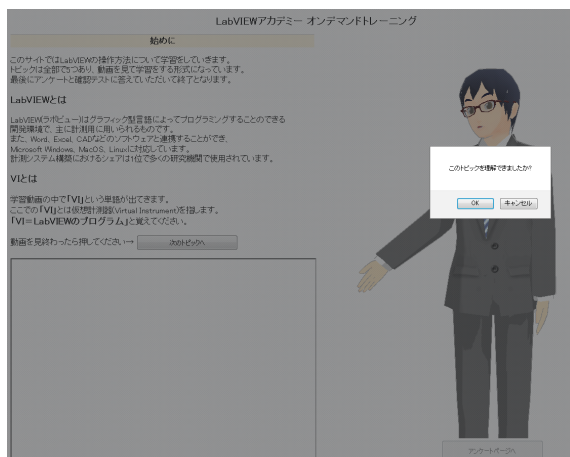 LabVIEWアカデミー オンデマンドトレーニング
始めに
このサイトではLabVIEWの操作方法について学習をしていきます。
トピックは全部で5つあり、動画を見て学習をする形式になっています。
最後にアンケートと確認テストに答えていただいて終了となります。
LabVIEWとは
LabVIEW(ラボビュー)はグラフィック型言語によってプログラミングすることのできる
開発環境で、主に計測用に用いられるものです。
また、Word、Excel、CADなどのソフトウェアと連携することができ、
Microsoft Windows、MacOS、Linuxに対応しています。
計測システム構築におけるシェアは1位で多くの研究機関で使用されています。
VIとは
学習動画の中で「VI」という単語が出てきます。
ここでの「VI」とは仮想計測器(Virtual Instrument)を指します。
「VI＝LabVIEWのプログラム」と覚えてください。
動画を見終わったら押してください→ 次のトピックへ
このトピックを理解できましたか?
OK キャンセル
アンケートページへ